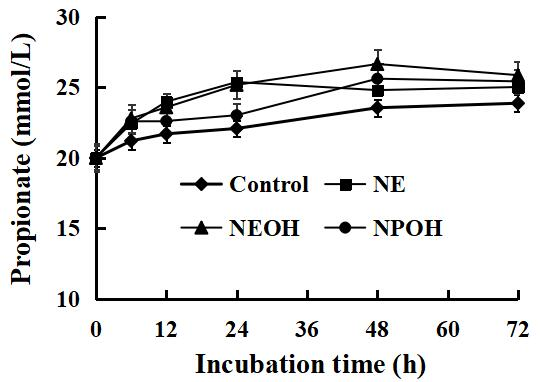 30
25
20
15
10
Propionate (mmol/L)
Control NE
NEOH NPOH
0 12 24 36 48 60 72
Incubation time (h)